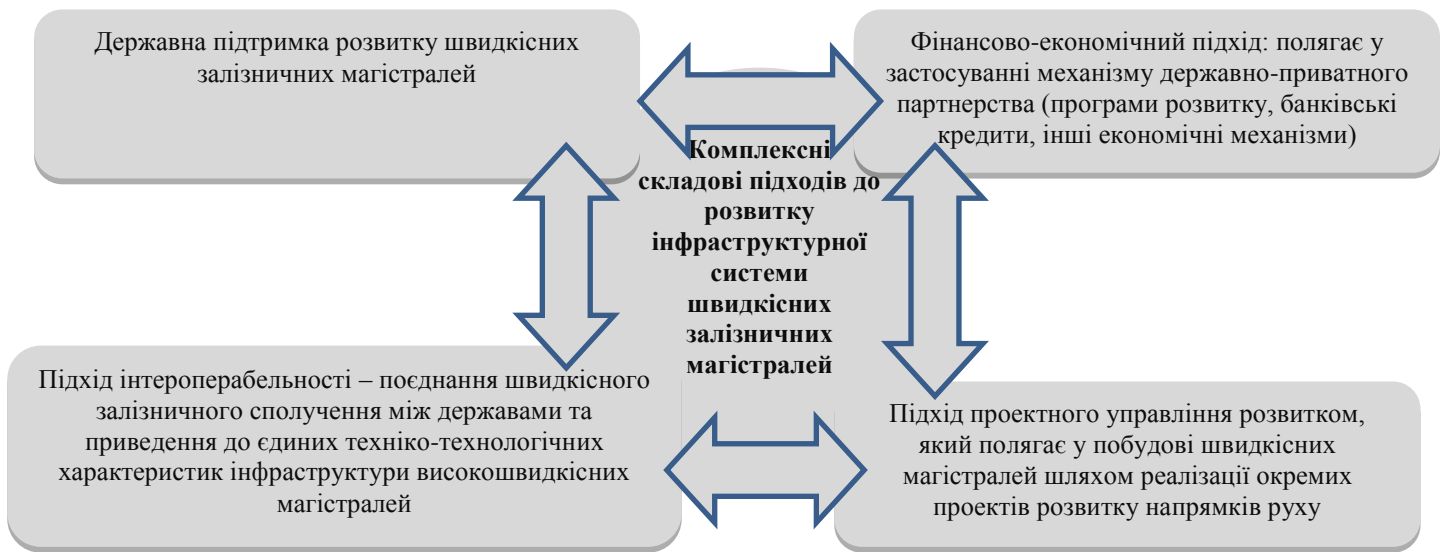 Державна підтримка розвитку швидкісних
залізничних магістралей
Фінансово-економічний підхід: полягає у
застосуванні механізму державно-приватного
партнерства (програми розвитку, банківські
кредити, інші економічні механізми)
Комплексні
складові підходів до
розвитку
інфраструктурної
системи
швидкісних
залізничних
магістралей
Підхід інтероперабельності – поєднання швидкісного
залізничного сполучення між державами та
приведення до єдиних техніко-технологічних
характеристик інфраструктури високошвидкісних
магістралей
Підхід проектного управління розвитком,
який полягає у побудові швидкісних
магістралей шляхом реалізації окремих
проектів розвитку напрямків руху